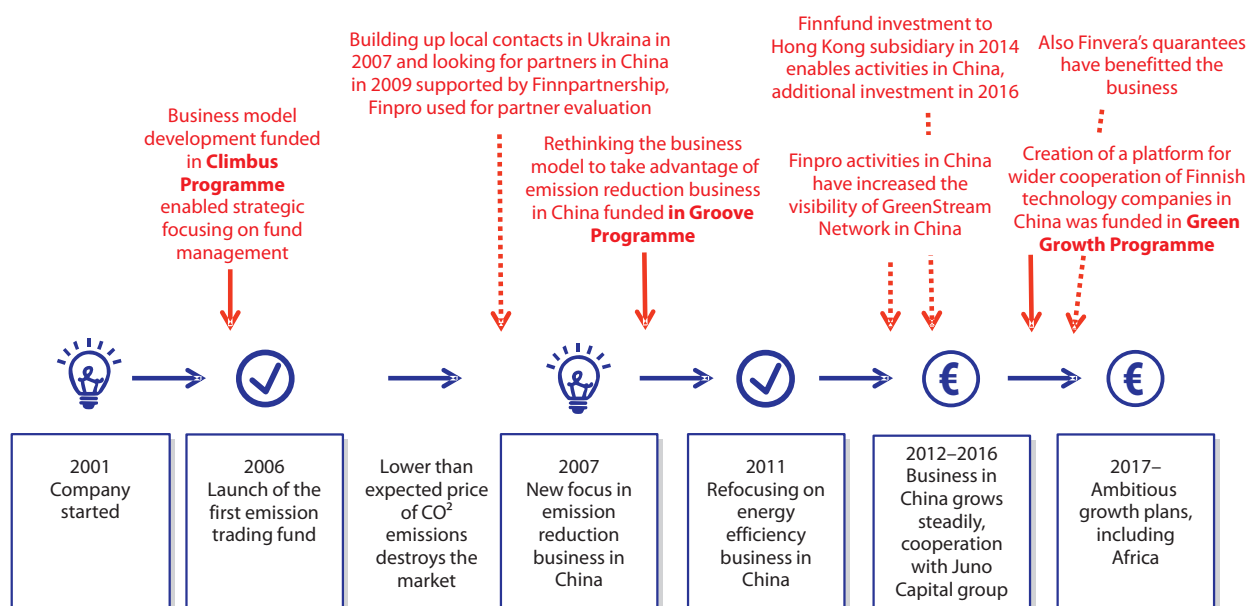 Business model
development funded
in Climbus
Programme
enabled strategic
focusing on fund
management
Building up local contacts in Ukraina in
2007 and looking for partners in China
in 2009 supported by Finnpartnership,
Finpro used for partner evaluation
Rethinking the business
model to take advantage of
emission reduction business
in China funded in Groove
Programme
Finnfund investment to
Hong Kong subsidiary in 2014
enables activities in China,
additional investment in 2016
Finpro activities in China
have increased the
visibility of GreenStream
Network in China
Also Finvera's quarantees
have benefitted the
business
Creation of a platform for
wider cooperation of Finnish
technology companies in
China was funded in Green
Growth Programme
€
€
2001
Company
started
2006
Launch of the
first emission
trading fund
Lower than
expected price
of CO²
emissions
destroys the
market
2007
New focus in
emission
reduction
business in
China
2011
Refocusing on
energy
efficiency
business in
China
2012–2016
Business in
China grows
steadily,
cooperation
with Juno
Capital group
2017–
Ambitious
growth plans,
including
Africa